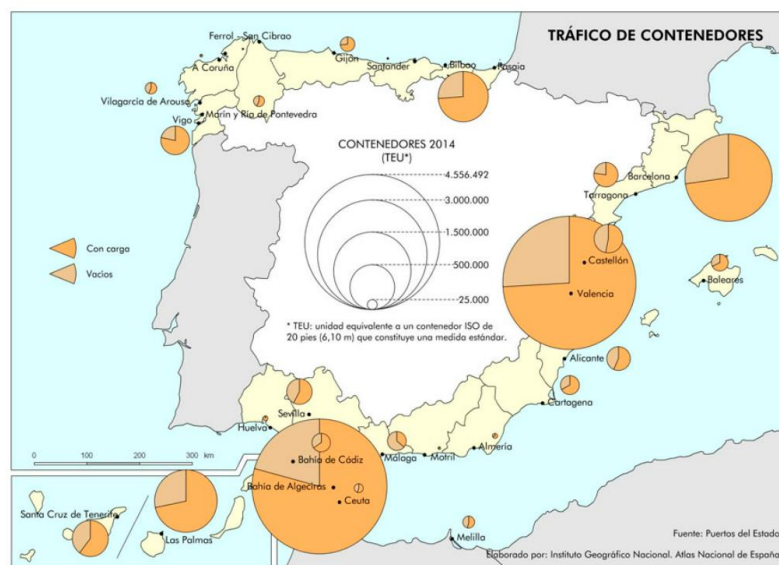 TRÁFICO DE CONTENEDORES
Ferrol - San Cibrao
A Coruña
Gijón
Santander
Bilbao
Pasaia
Vilagarcía de Arousa
Marín y Ría de Pontevedra
Vigo
CONTENEDORES 2014
(TEU*)
4.556.492
3.000.000
1.500.000
500.000
25.000
* TEU: unidad equivalente a un contenedor ISO de
20 pies (6,10 m) que constituye una medida estándar.
Con carga
Vacios
Barcelona
Tarragona
Castellón
Valencia
Baleares
Alicante
Cartagena
Sevilla
Huelva
Bahía de Cádiz
Málaga
Motril
Almería
Bahía de Algeciras
Ceuta
Melilla
0 100 200 300 km
Santa Cruz de Tenerife
Las Palmas
Fuente: Puertos del Estado
Elaborado por: Instituto Geográfico Nacional. Atlas Nacional de España